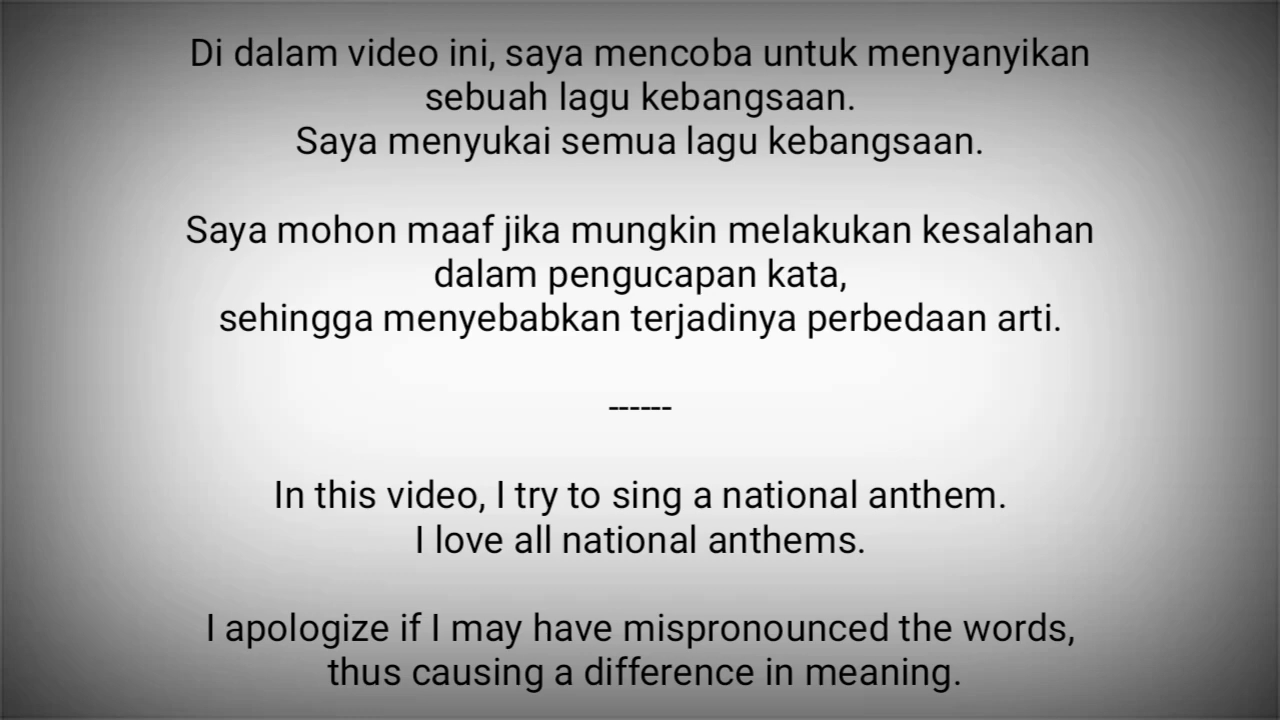 Di dalam video ini, saya mencoba untuk menyanyikan
sebuah lagu kebangsaan.
Saya menyukai semua lagu kebangsaan.
Saya mohon maaf jika mungkin melakukan kesalahan
dalam pengucapan kata,
sehingga menyebabkan terjadinya perbedaan arti.
------
In this video, I try to sing a national anthem.
I love all national anthems.
I apologize if I may have mispronounced the words,
thus causing a difference in meaning.